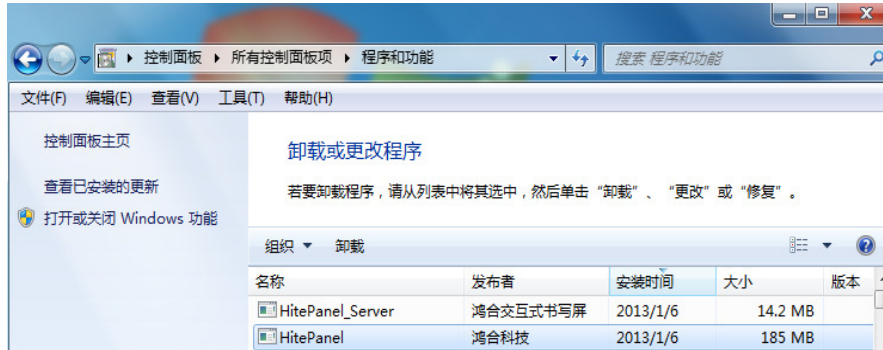 控制面板 ▸ 所有控制面板项 ▸ 程序和功能
搜索 程序和功能
文件(F) 编辑(E) 查看(V) 工具(T) 帮助(H)
控制面板主页
查看已安装的更新
打开或关闭 Windows 功能
卸载或更改程序
若要卸载程序，请从列表中将其选中，然后单击“卸载”、“更改”或“修复”。
组织 卸载
名称 发布者 安装时间 大小 版本
HitePanel_Server 鸿合交互式书写屏 2013/1/6 14.2 MB
HitePanel 鸿合科技 2013/1/6 185 MB